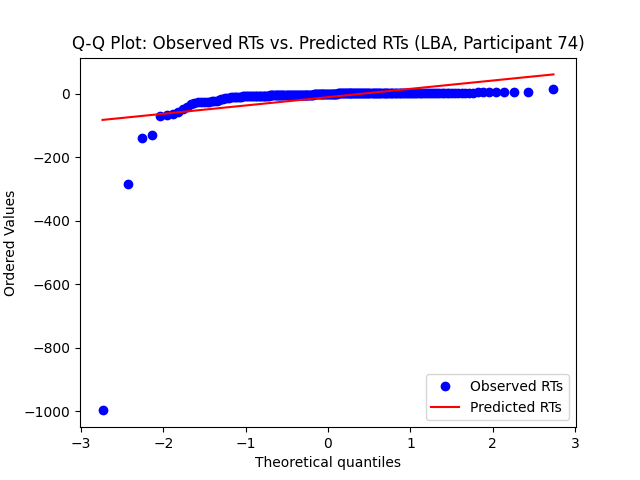 Q-Q Plot: Observed RTs vs. Predicted RTs (LBA, Participant 74)
Ordered Values
0
−200
−400
−600
−800
−1000
−3
−2
−1
0
1
2
3
Theoretical quantiles
Observed RTs
Predicted RTs